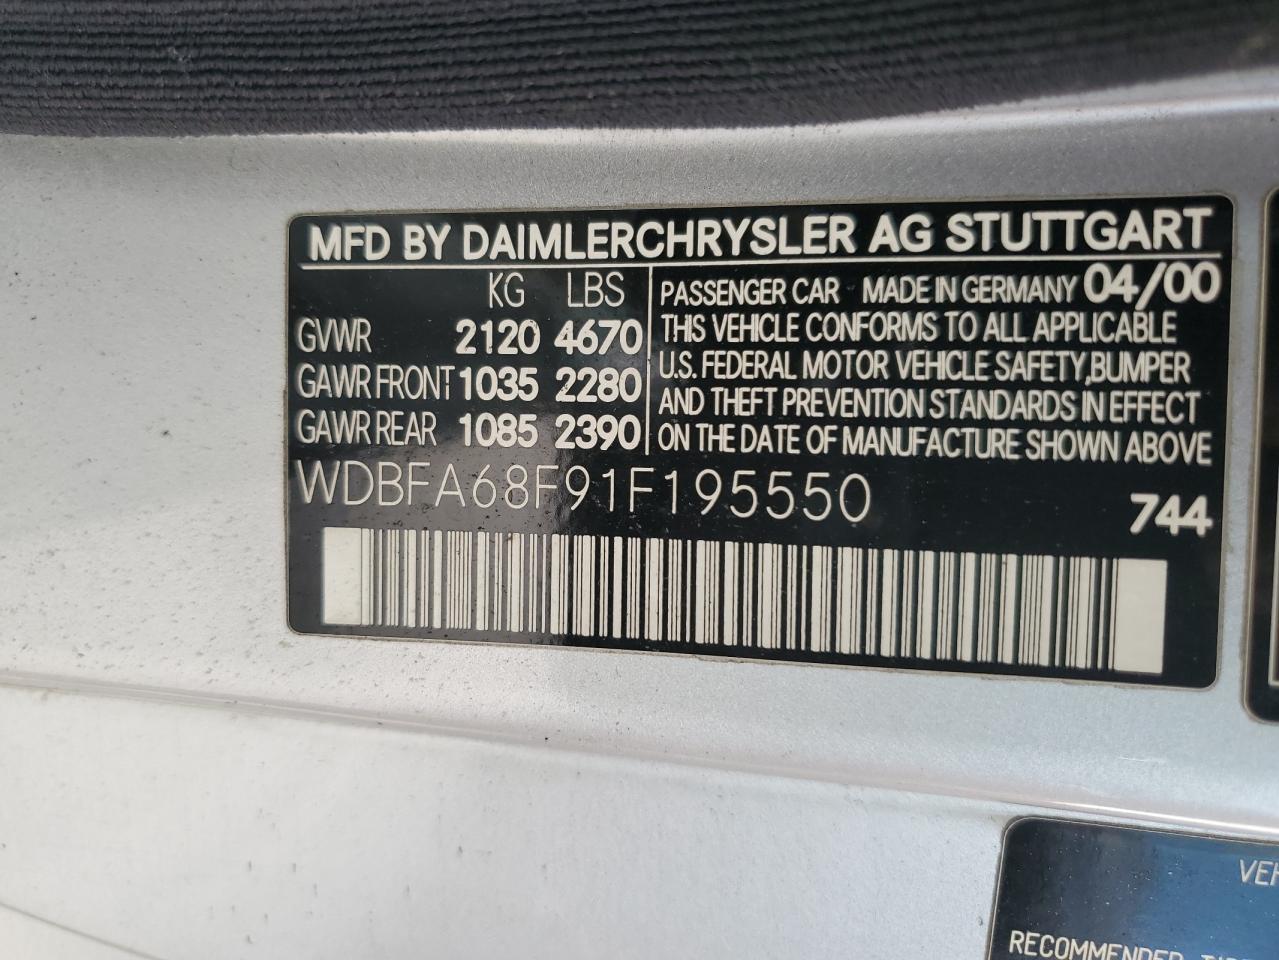 MFD BY DAIMLERCHRYSLER AG STUTTGART
KG LBS
GVWR 2120 4670
GAWR FRONT 1035 2280
GAWR REAR 1085 2390
PASSENGER CAR MADE IN GERMANY 04/00
THIS VEHICLE CONFORMS TO ALL APPLICABLE
U.S. FEDERAL MOTOR VEHICLE SAFETY, BUMPER
AND THEFT PREVENTION STANDARDS IN EFFECT
ON THE DATE OF MANUFACTURE SHOWN ABOVE
WDBFA68F91F195550
744
VEH
RECOMMENDED